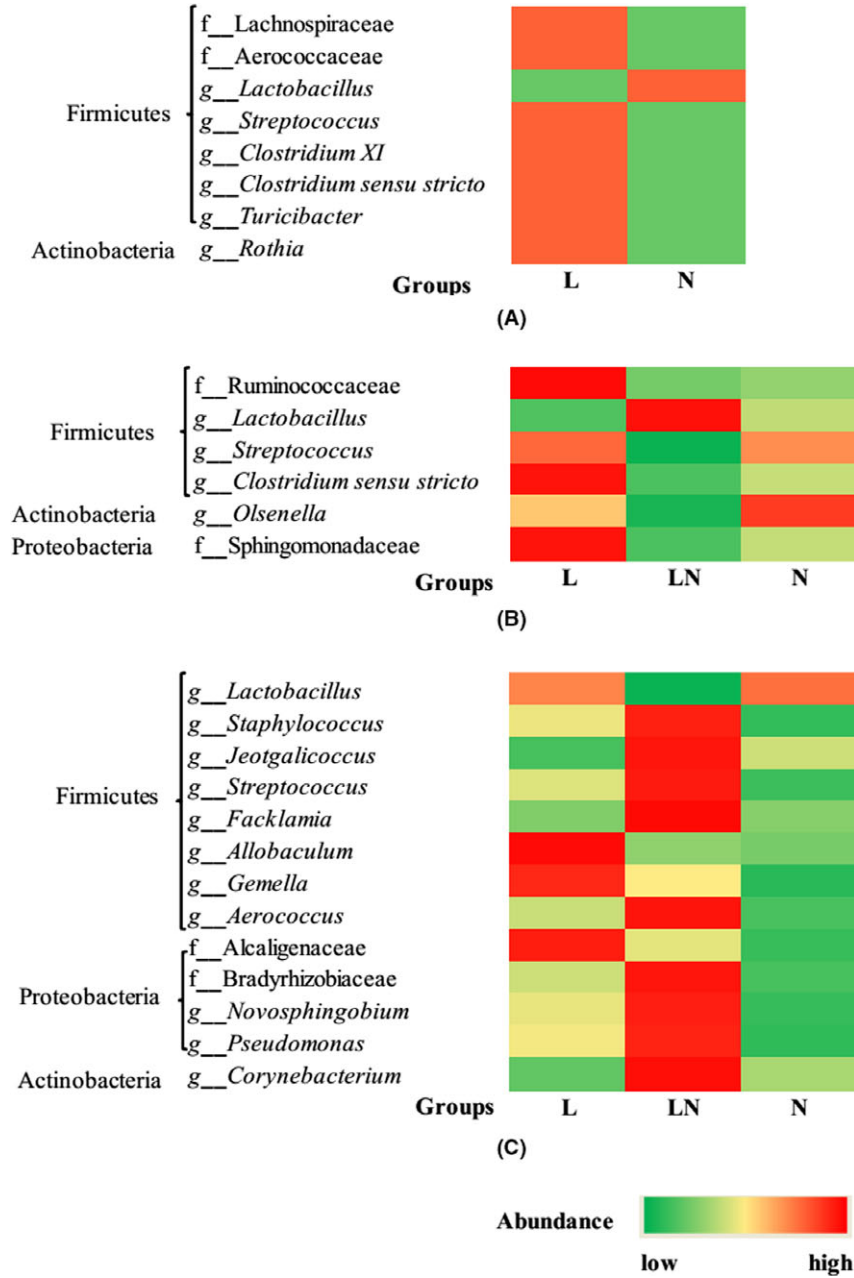 f__Lachnospiraceae
f__Aerococcaceae
g__Lactobacillus
Firmicutes
g__Streptococcus
g__Clostridium XI
g__Clostridium sensu stricto
g__Turicibacter
Actinobacteria g__Rothia
Groups L N
(A)
f__Ruminococcaceae
g__Lactobacillus
Firmicutes
g__Streptococcus
g__Clostridium sensu stricto
Actinobacteria g__Olsenella
Proteobacteria f__Sphingomonadaceae
Groups L LN N
(B)
g__Lactobacillus
g__Staphylococcus
g__Jeotgalicoccus
Firmicutes g__Streptococcus
g__Facklamia
g__Allobaculum
g__Gemella
g__Aerococcus
f__Alcaligenaceae
f__Bradyrhizobiaceae
Proteobacteria
g__Novosphingobium
g__Pseudomonas
Actinobacteria g__Corynebacterium
Groups L LN N
(C)
Abundance
low high